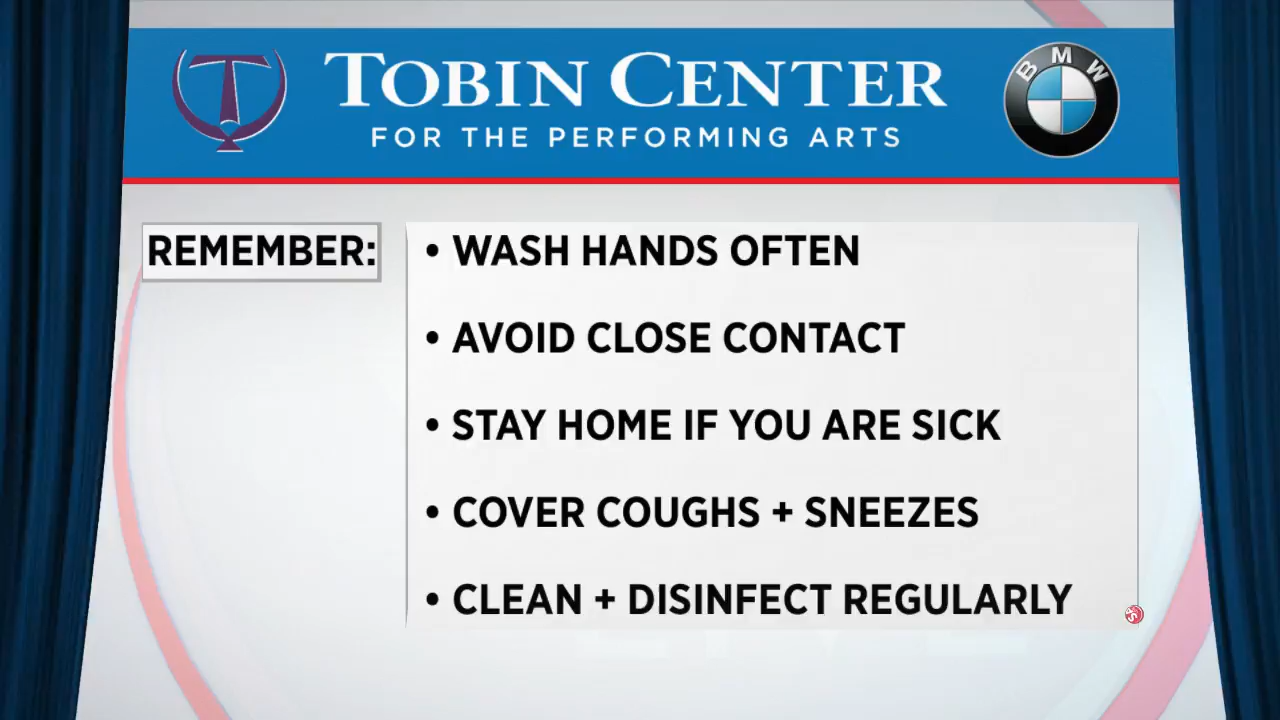 TOBIN CENTER
FOR THE PERFORMING ARTS
BMW
REMEMBER:
• WASH HANDS OFTEN
• AVOID CLOSE CONTACT
• STAY HOME IF YOU ARE SICK
• COVER COUGHS + SNEEZES
• CLEAN + DISINFECT REGULARLY